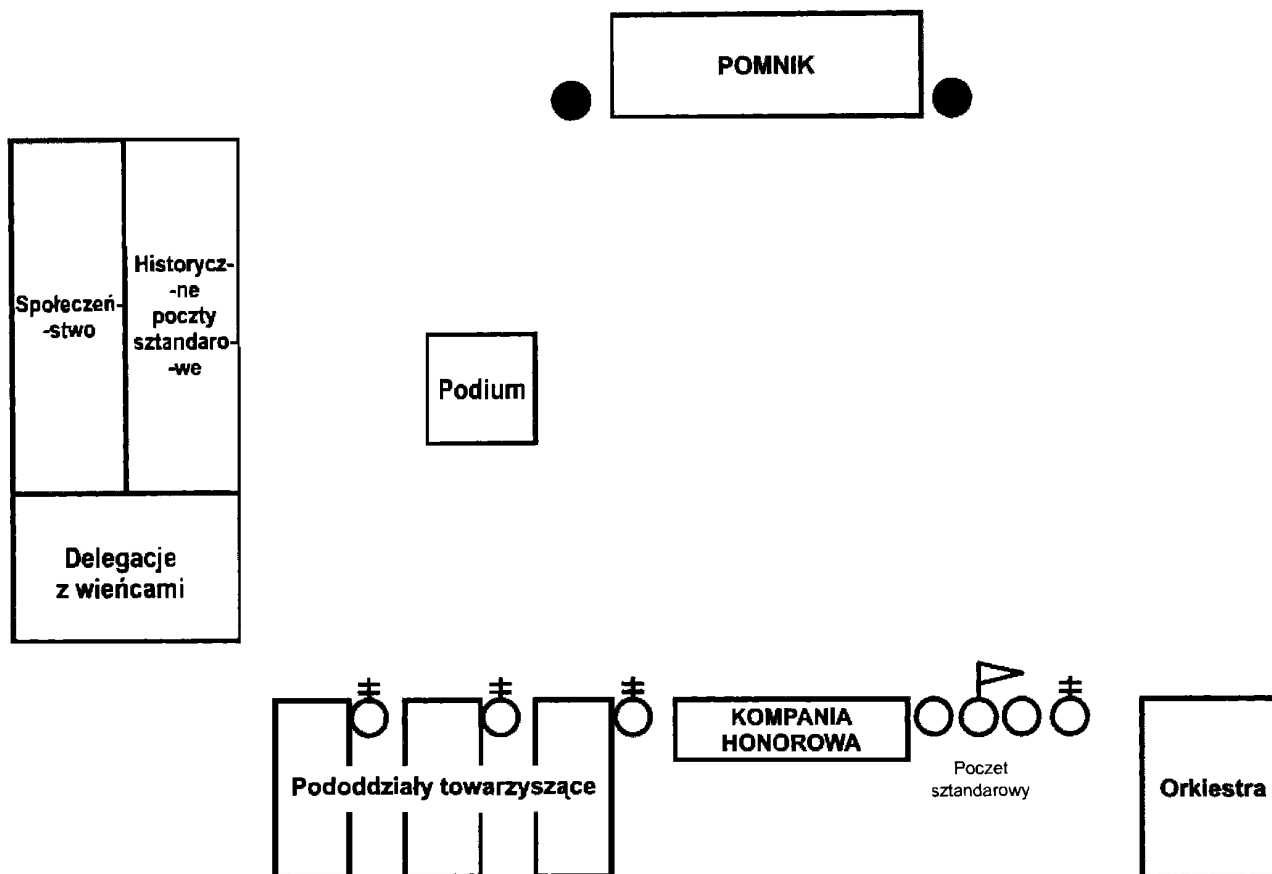 POMNIK
Społeczeń-
-stwo
Historycz-
-ne
poczty
sztandaro-
-we
Podium
Delegacje
z wieńcami
Pododdziały towarzyszące
KOMPANIA
HONOROWA
Poczet
sztandarowy
Orkiestra